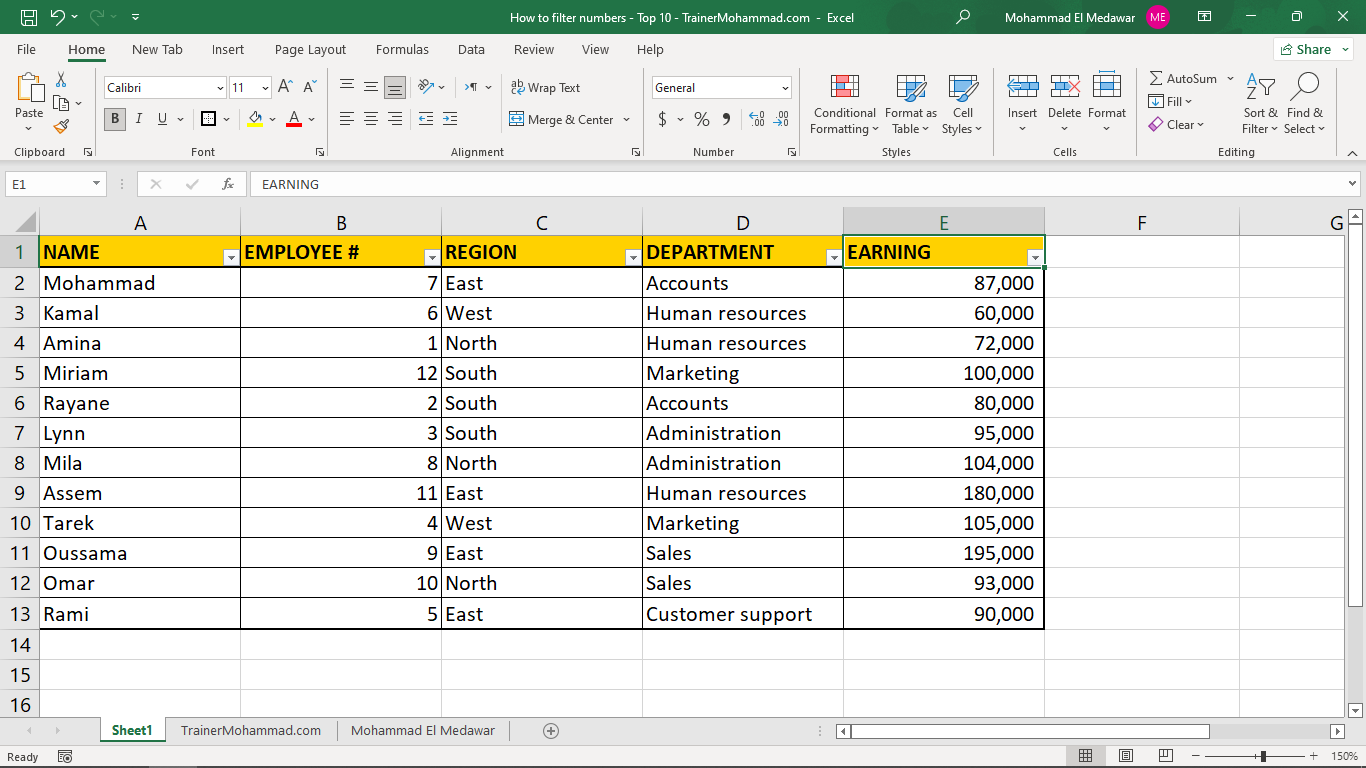 How to filter numbers - Top 10 - TrainerMohammad.com - Excel
Mohammad El Medawar ME
File Home New Tab Insert Page Layout Formulas Data Review View Help Share
Paste
Clipboard
Calibri 11
B I U A
Font
ab Wrap Text
Merge & Center
Alignment
General
$ % 9
Number
Conditional Formatting
Format as Table
Cell Styles
Styles
Insert Delete Format
Cells
AutoSum
Fill
Clear
Sort & Filter
Find & Select
Editing
E1 fx EARNING
A B C D E F G
1 NAME EMPLOYEE # REGION DEPARTMENT EARNING
2 Mohammad 7 East Accounts 87,000
3 Kamal 6 West Human resources 60,000
4 Amina 1 North Human resources 72,000
5 Miriam 12 South Marketing 100,000
6 Rayane 2 South Accounts 80,000
7 Lynn 3 South Administration 95,000
8 Mila 8 North Administration 104,000
9 Assem 11 East Human resources 180,000
10 Tarek 4 West Marketing 105,000
11 Oussama 9 East Sales 195,000
12 Omar 10 North Sales 93,000
13 Rami 5 East Customer support 90,000
14
15
16
Sheet1 TrainerMohammad.com Mohammad El Medawar
Ready 150%